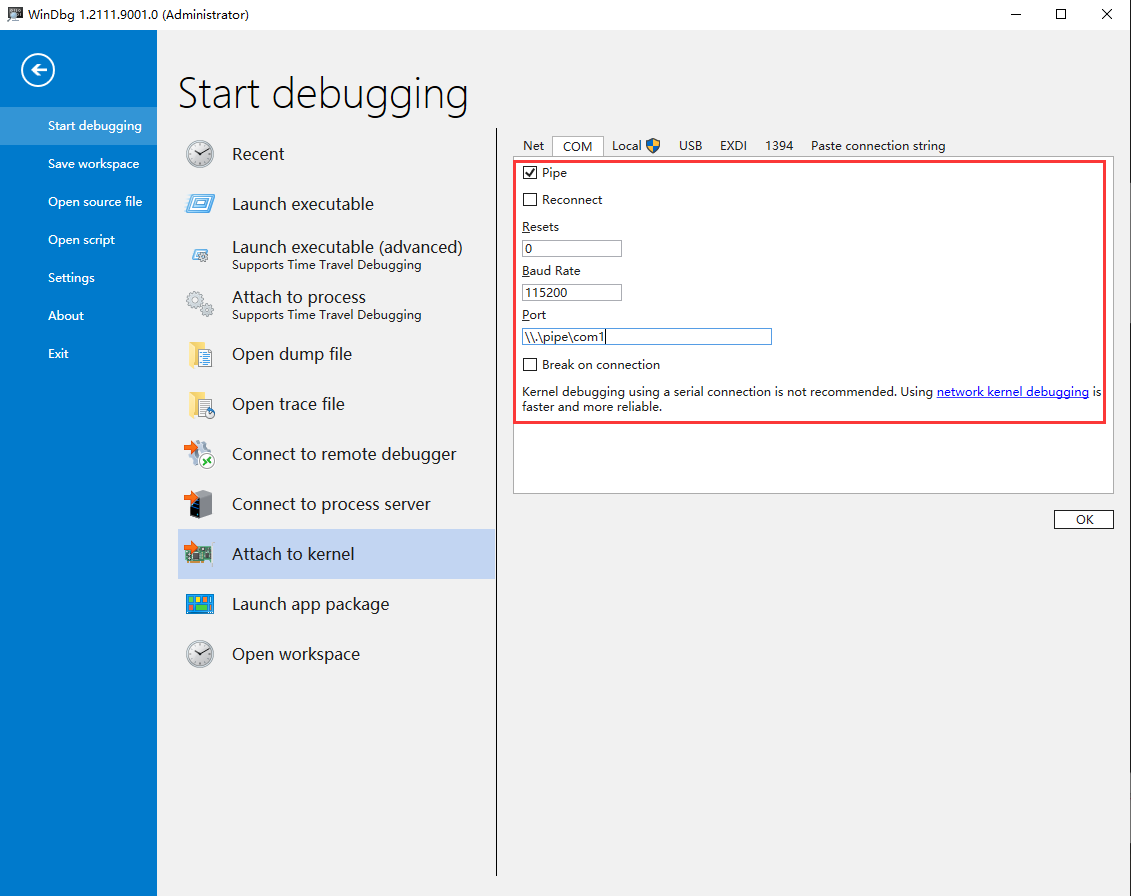 WinDbg 1.2111.9001.0 (Administrator)
Start debugging
Save workspace
Open source file
Open script
Settings
About
Exit
Start debugging
Recent
Launch executable
Launch executable (advanced)
Supports Time Travel Debugging
Attach to process
Supports Time Travel Debugging
Open dump file
Open trace file
Connect to remote debugger
Connect to process server
Attach to kernel
Launch app package
Open workspace
Net COM Local USB EXDI 1394 Paste connection string
Pipe
Reconnect
Resets
0
Baud Rate
115200
Port
\\.\pipe\com1
Break on connection
Kernel debugging using a serial connection is not recommended. Using network kernel debugging is
faster and more reliable.
OK